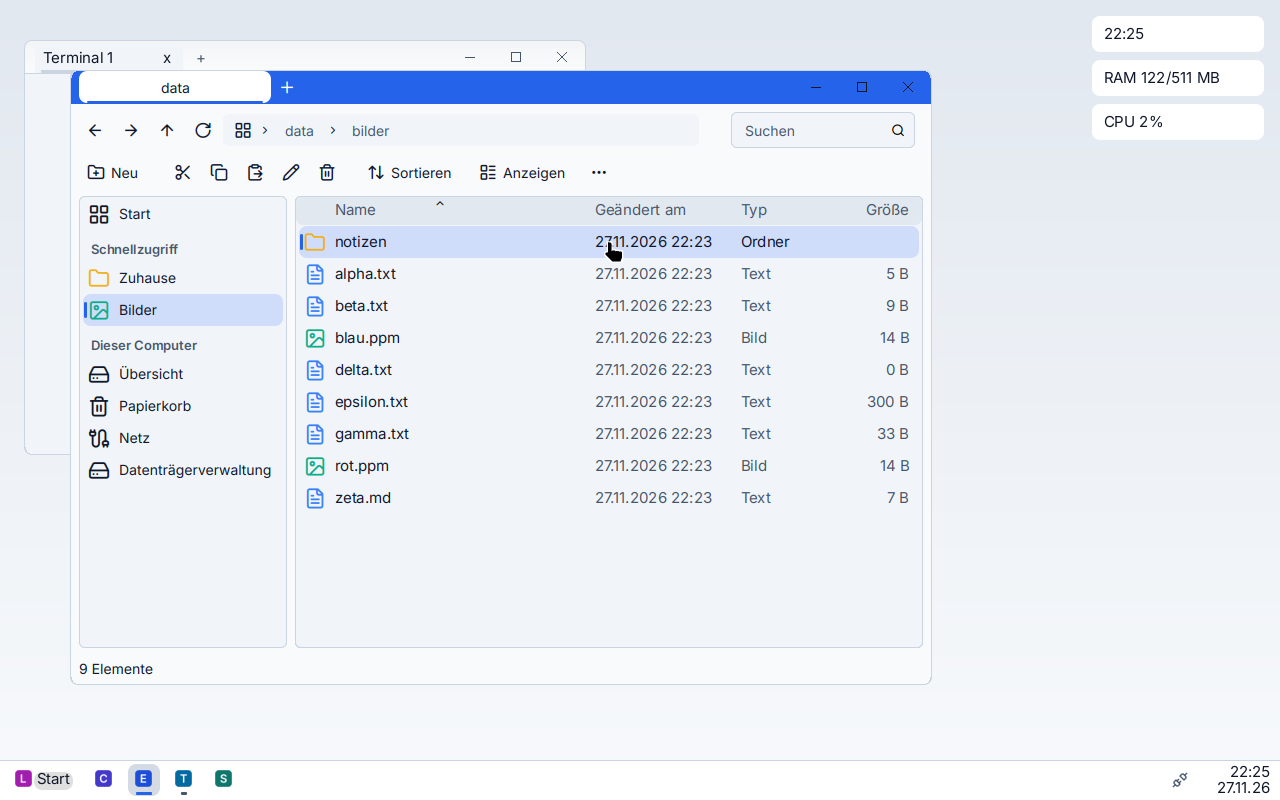 Terminal 1 x +
data +
data bilder
Suchen
Neu
Sortieren
Anzeigen
Start
Schnellzugriff
Zuhause
Bilder
Dieser Computer
Übersicht
Papierkorb
Netz
Datenträgerverwaltung
Name Geändert am Typ Größe
notizen 27.11.2026 22:23 Ordner
alpha.txt 27.11.2026 22:23 Text 5 B
beta.txt 27.11.2026 22:23 Text 9 B
blau.ppm 27.11.2026 22:23 Bild 14 B
delta.txt 27.11.2026 22:23 Text 0 B
epsilon.txt 27.11.2026 22:23 Text 300 B
gamma.txt 27.11.2026 22:23 Text 33 B
rot.ppm 27.11.2026 22:23 Bild 14 B
zeta.md 27.11.2026 22:23 Text 7 B
9 Elemente
22:25
RAM 122/511 MB
CPU 2%
L Start C E T S
22:25
27.11.26